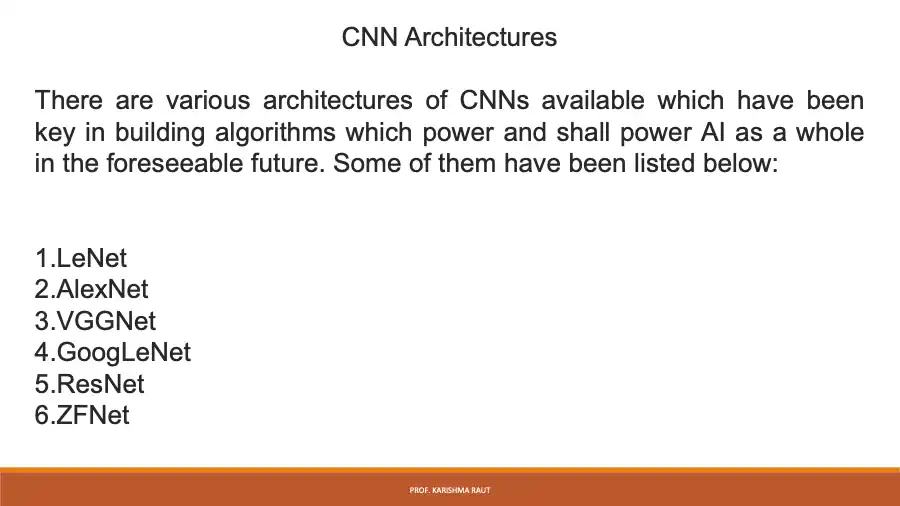 CNN Architectures
There are various architectures of CNNs available which have been
key in building algorithms which power and shall power AI as a whole
in the foreseeable future. Some of them have been listed below:
1.LeNet
2.AlexNet
3.VGGNet
4.GoogLeNet
5.ResNet
6.ZFNet
PROF. KARISHMA RAUT